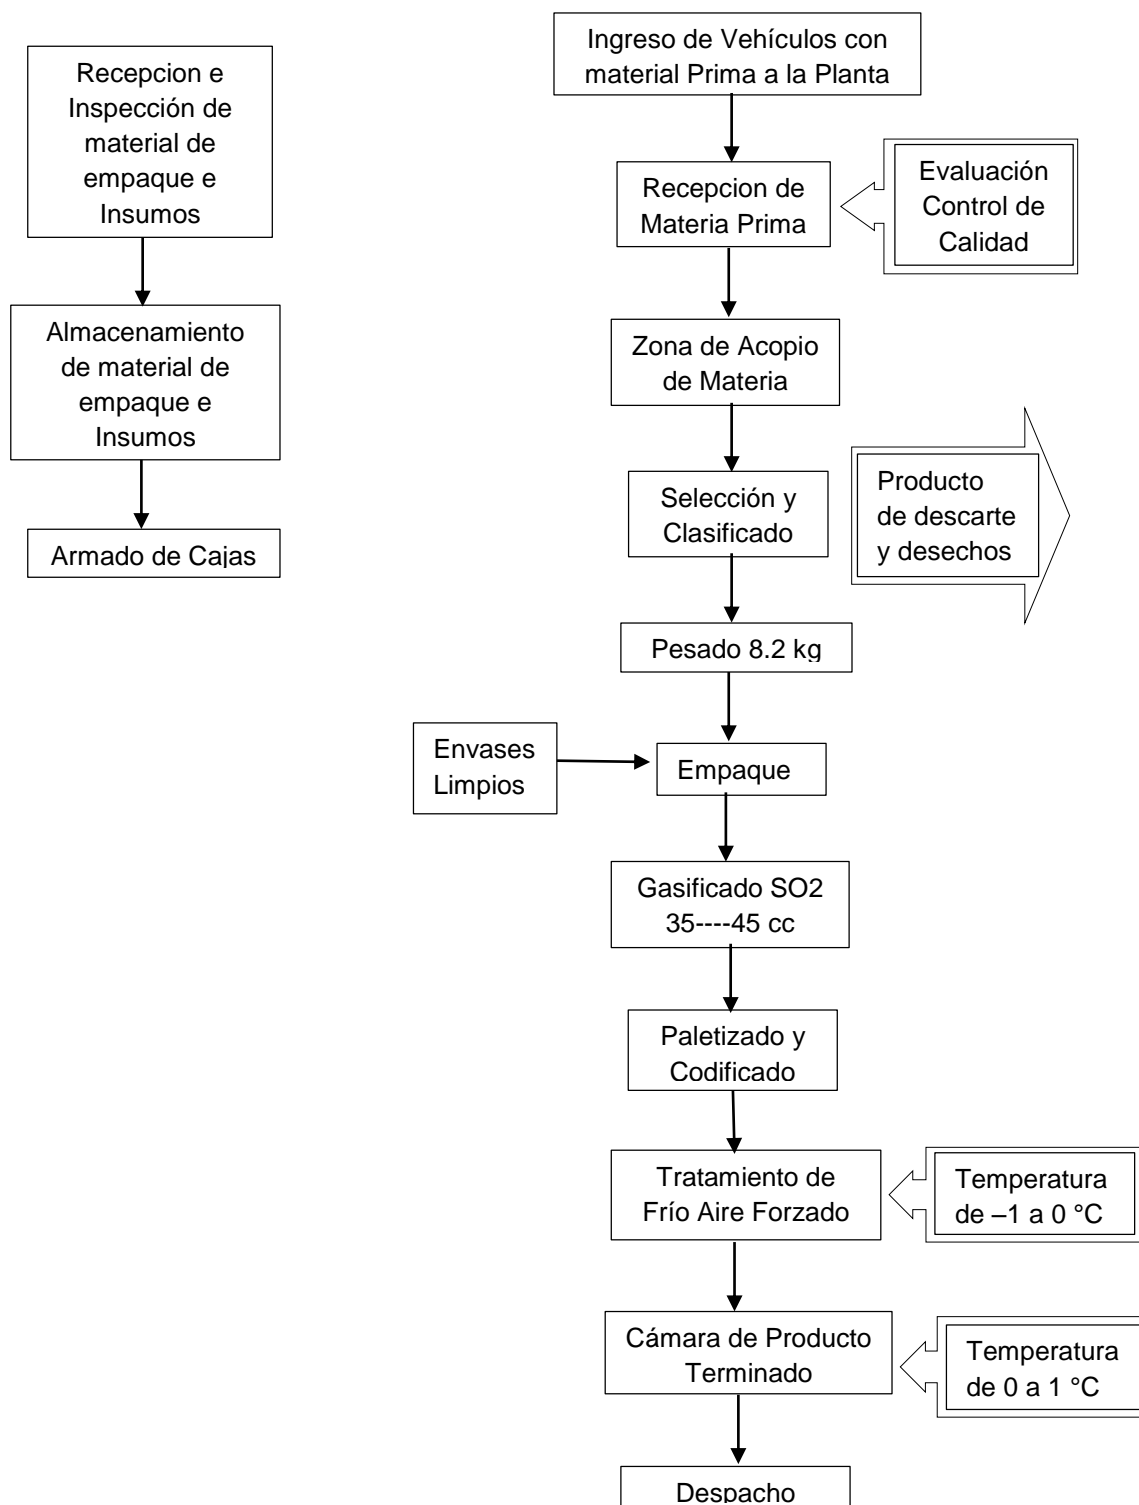 Recepcion e
Inspección de
material de
empaque e
Insumos
Almacenamiento
de material de
empaque e
Insumos
Armado de Cajas
Ingreso de Vehículos con
material Prima a la Planta
Recepcion de
Materia Prima
Evaluación
Control de
Calidad
Zona de Acopio
de Materia
Selección y
Clasificado
Producto
de descarte
y desechos
Pesado 8.2 kg
Envases
Limpios
Empaque
Gasificado SO2
35----45 cc
Paletizado y
Codificado
Tratamiento de
Frío Aire Forzado
Temperatura
de –1 a 0 °C
Cámara de Producto
Terminado
Temperatura
de 0 a 1 °C
Despacho